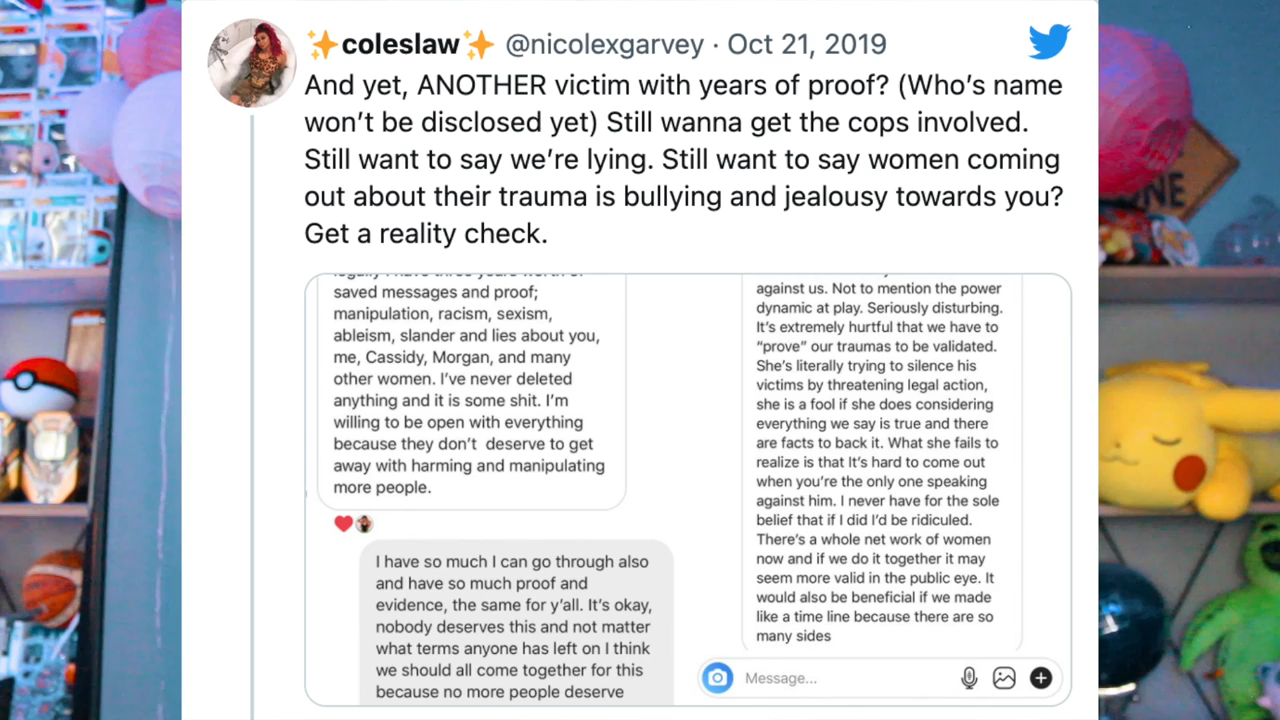 ✨coleslaw✨ @nicolexgarvey · Oct 21, 2019
And yet, ANOTHER victim with years of proof? (Who's name
won't be disclosed yet) Still wanna get the cops involved.
Still want to say we're lying. Still want to say women coming
out about their trauma is bullying and jealousy towards you?
Get a reality check.
saved messages and proof;
manipulation, racism, sexism,
ableism, slander and lies about you,
me, Cassidy, Morgan, and many
other women. I've never deleted
anything and it is some shit. I'm
willing to be open with everything
because they don't deserve to get
away with harming and manipulating
more people.
I have so much I can go through also
and have so much proof and
evidence, the same for y'all. It's okay,
nobody deserves this and not matter
what terms anyone has left on I think
we should all come together for this
because no more people deserve
against us. Not to mention the power
dynamic at play. Seriously disturbing.
It's extremely hurtful that we have to
"prove" our traumas to be validated.
She's literally trying to silence his
victims by threatening legal action,
she is a fool if she does considering
everything we say is true and there
are facts to back it. What she fails to
realize is that It's hard to come out
when you're the only one speaking
against him. I never have for the sole
belief that if I did I'd be ridiculed.
There's a whole net work of women
now and if we do it together it may
seem more valid in the public eye. It
would also be beneficial if we made
like a time line because there are so
many sides
Message...